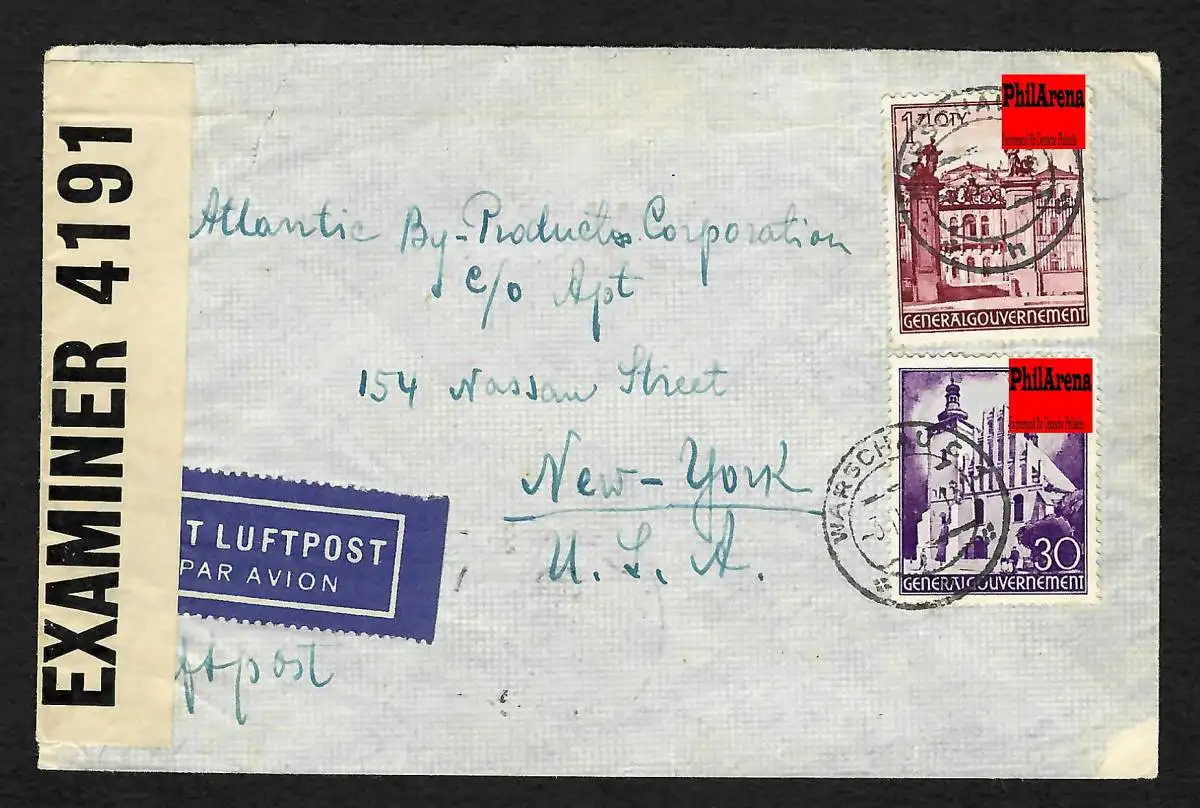 EXAMINER 4191
Atlantic By-Products Corporation
c/o Apt
154 Nassau Street
New-York
U. S. A.
T LUFTPOST
PAR AVION
ftpost
1 ZLOTY
GENERALGOUVERNEMENT
PhilArena
30
GENERALGOUVERNEMENT
PhilArena
WARSCHAU C